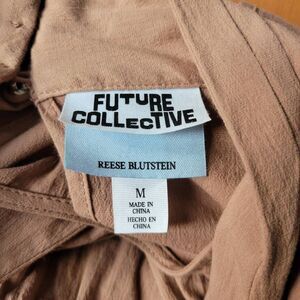 FUTURE
COLLECTIVE
REESE BLUTSTEIN
M
MADE IN
CHINA
HECHO EN
CHINA